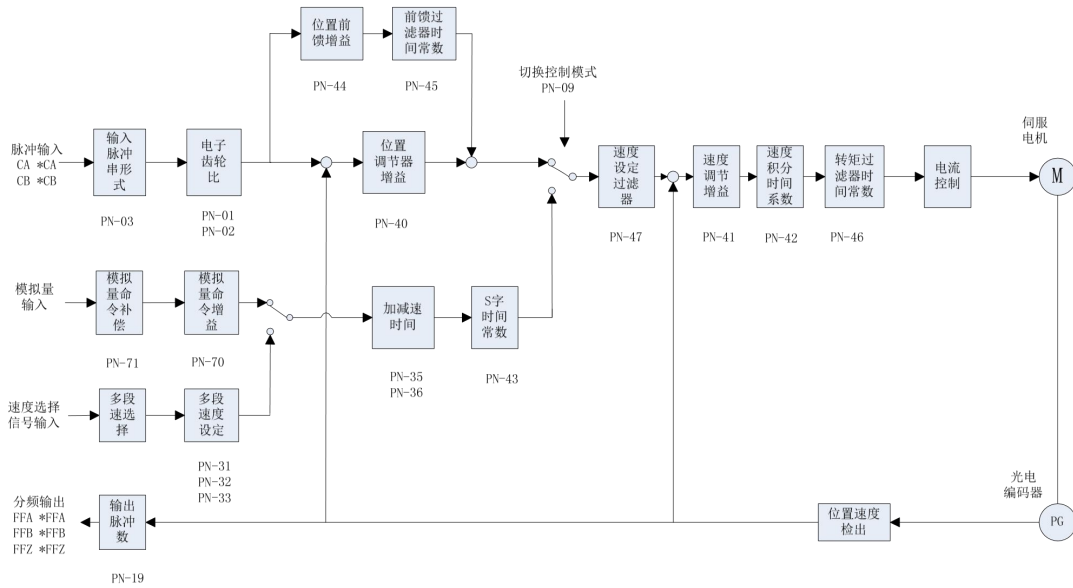 位置前
馈增益
PN-44
前馈过
滤器时
间常数
PN-45
切换控制模式
PN-09
脉冲输入
CA *CA
CB *CB
输入
脉冲
串形
式
PN-03
电子
齿轮
比
PN-01
PN-02
位置
调节器
增益
PN-40
速度
设定
过滤
器
PN-47
速度
调节
增益
PN-41
速度
积分
时间
系数
PN-42
转矩过
滤器时
间常数
PN-46
电流
控制
伺服
电机
M
模拟量
输入
模拟
量命
令补
偿
PN-71
模拟
量命
令增
益
PN-70
加减速
时间
PN-35
PN-36
S字
时间
常数
PN-43
速度选择
信号输入
多段
速选
择
多段
速度
设定
PN-31
PN-32
PN-33
分频输出
FFA *FFA
FFB *FFB
FFZ *FFZ
输出
脉冲
数
PN-19
位置速度
检出
光电
编码器
PG